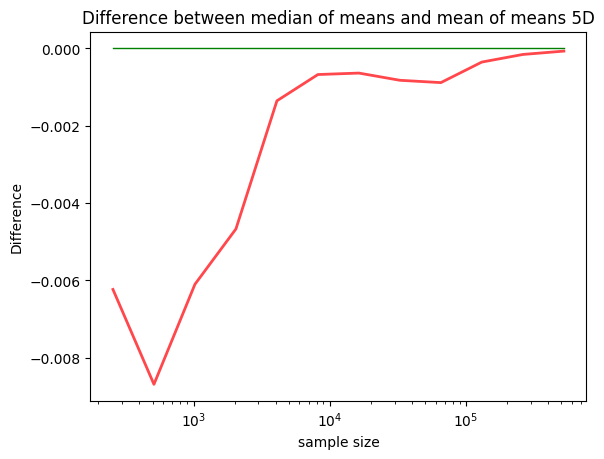 Difference between median of means and mean of means 5D
0.000
−0.002
−0.004
−0.006
−0.008
Difference
10³ 10⁴ 10⁵
sample size